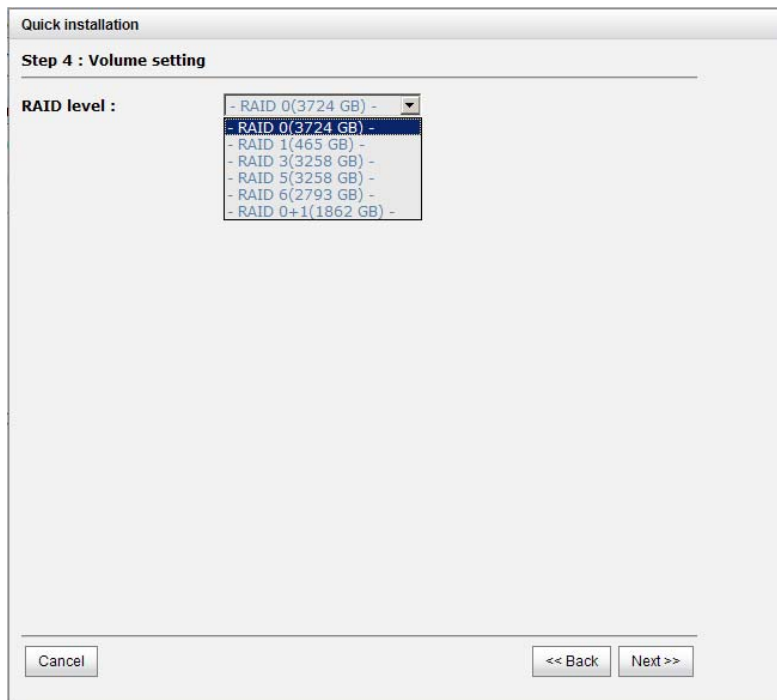 Quick installation
Step 4 : Volume setting
RAID level :
- RAID 0(3724 GB) -
- RAID 0(3724 GB) -
- RAID 1(465 GB) -
- RAID 3(3258 GB) -
- RAID 5(3258 GB) -
- RAID 6(2793 GB) -
- RAID 0+1(1862 GB) -
Cancel
<< Back
Next >>